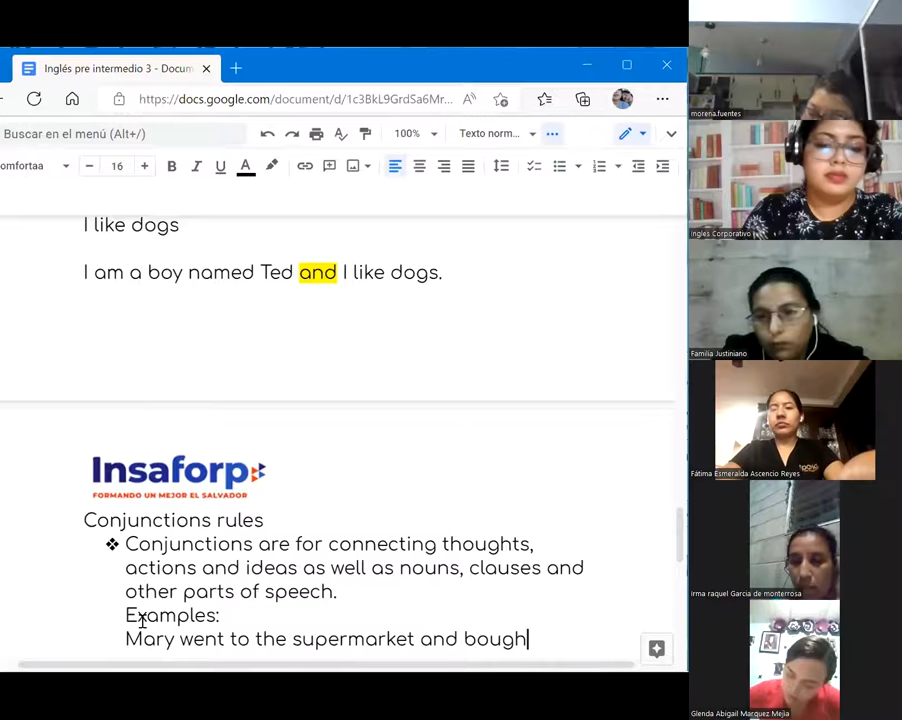 Inglés pre intermedio 3 - Docum
https://docs.google.com/document/d/1c3BkL9GrdSa6Mr...
Buscar en el menú (Alt+/)
100%
Texto norm...
omfortaa
16
B I U A
I like dogs
I am a boy named Ted and I like dogs.
Insaforp
FORMANDO UN MEJOR EL SALVADOR
Conjunctions rules
❖ Conjunctions are for connecting thoughts,
actions and ideas as well as nouns, clauses and
other parts of speech.
Examples:
Mary went to the supermarket and bough
morena.fuentes
Ingles Corporativo
Familia Justiniano
Fátima Esmeralda Ascencio Reyes
irma raquel Garcia de monterrosa
Glenda Abigail Marquez Mejia